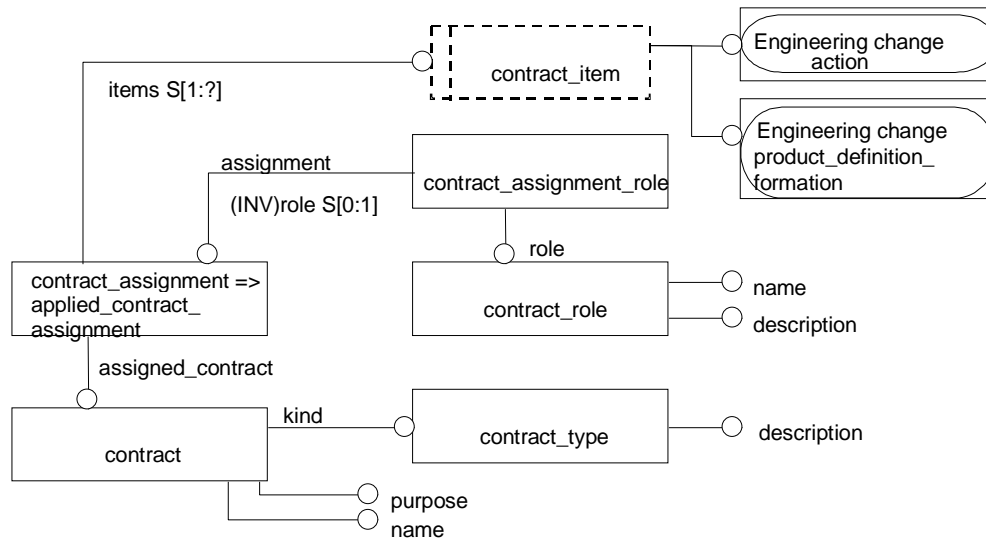 Engineering change
action
contract_item
items S[1:?]
Engineering change
product_definition_
formation
assignment
contract_assignment_role
(INV)role S[0:1]
role
contract_assignment =>
applied_contract_
assignment
name
contract_role
description
assigned_contract
kind
contract_type
description
contract
purpose
name